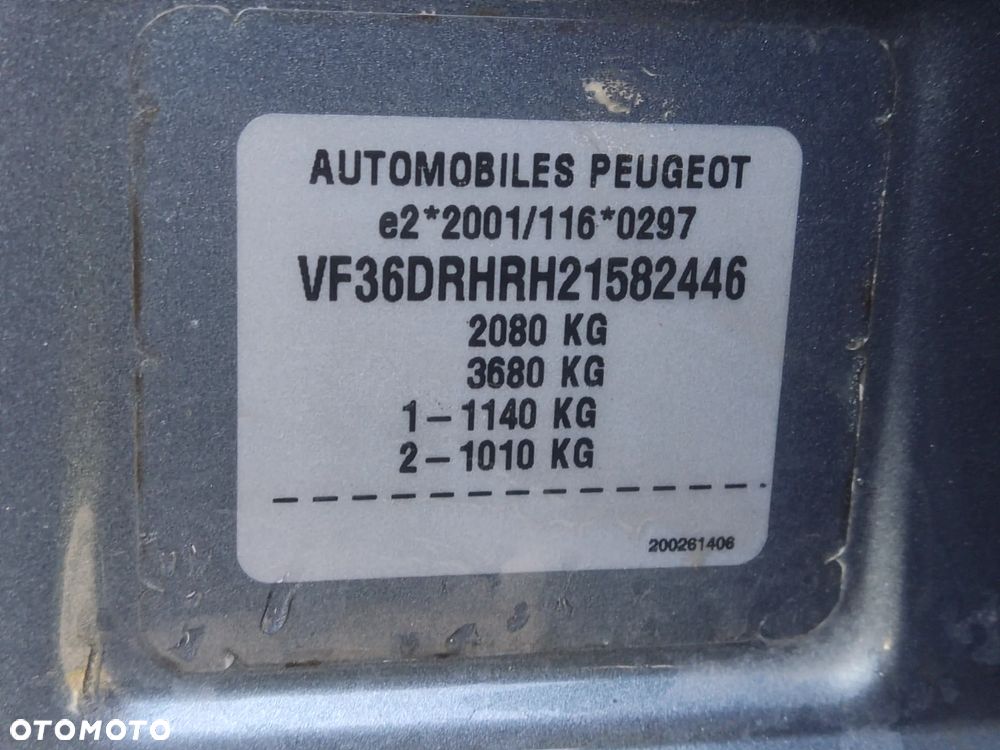 AUTOMOBILES PEUGEOT
e2*2001/116*0297
VF36DRHRH21582446
2080 KG
3680 KG
1-1140 KG
2-1010 KG
200261406
OTOMOTO